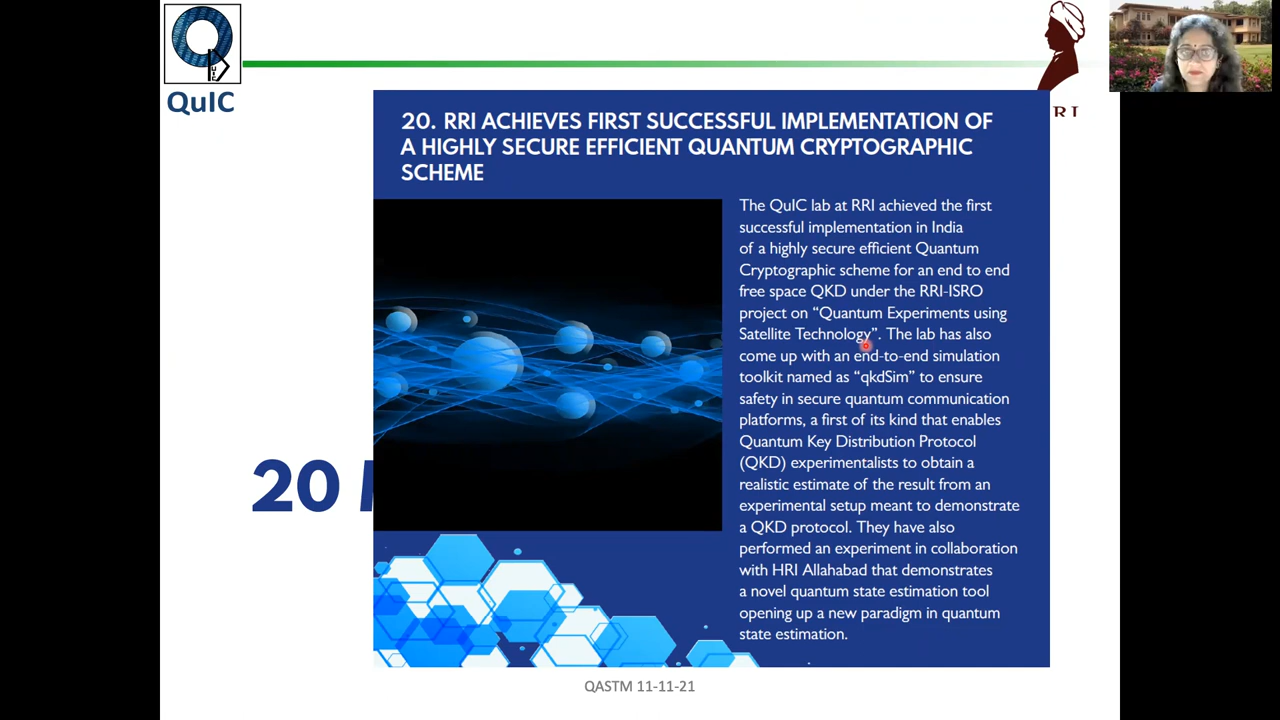 QuIC
R I
20. RRI ACHIEVES FIRST SUCCESSFUL IMPLEMENTATION OF
A HIGHLY SECURE EFFICIENT QUANTUM CRYPTOGRAPHIC
SCHEME
The QuIC lab at RRI achieved the first
successful implementation in India
of a highly secure efficient Quantum
Cryptographic scheme for an end to end
free space QKD under the RRI-ISRO
project on “Quantum Experiments using
Satellite Technology”. The lab has also
come up with an end-to-end simulation
toolkit named as “qkdSim” to ensure
safety in secure quantum communication
platforms, a first of its kind that enables
Quantum Key Distribution Protocol
(QKD) experimentalists to obtain a
realistic estimate of the result from an
experimental setup meant to demonstrate
a QKD protocol. They have also
performed an experiment in collaboration
with HRI Allahabad that demonstrates
a novel quantum state estimation tool
opening up a new paradigm in quantum
state estimation.
20
QASTM 11-11-21